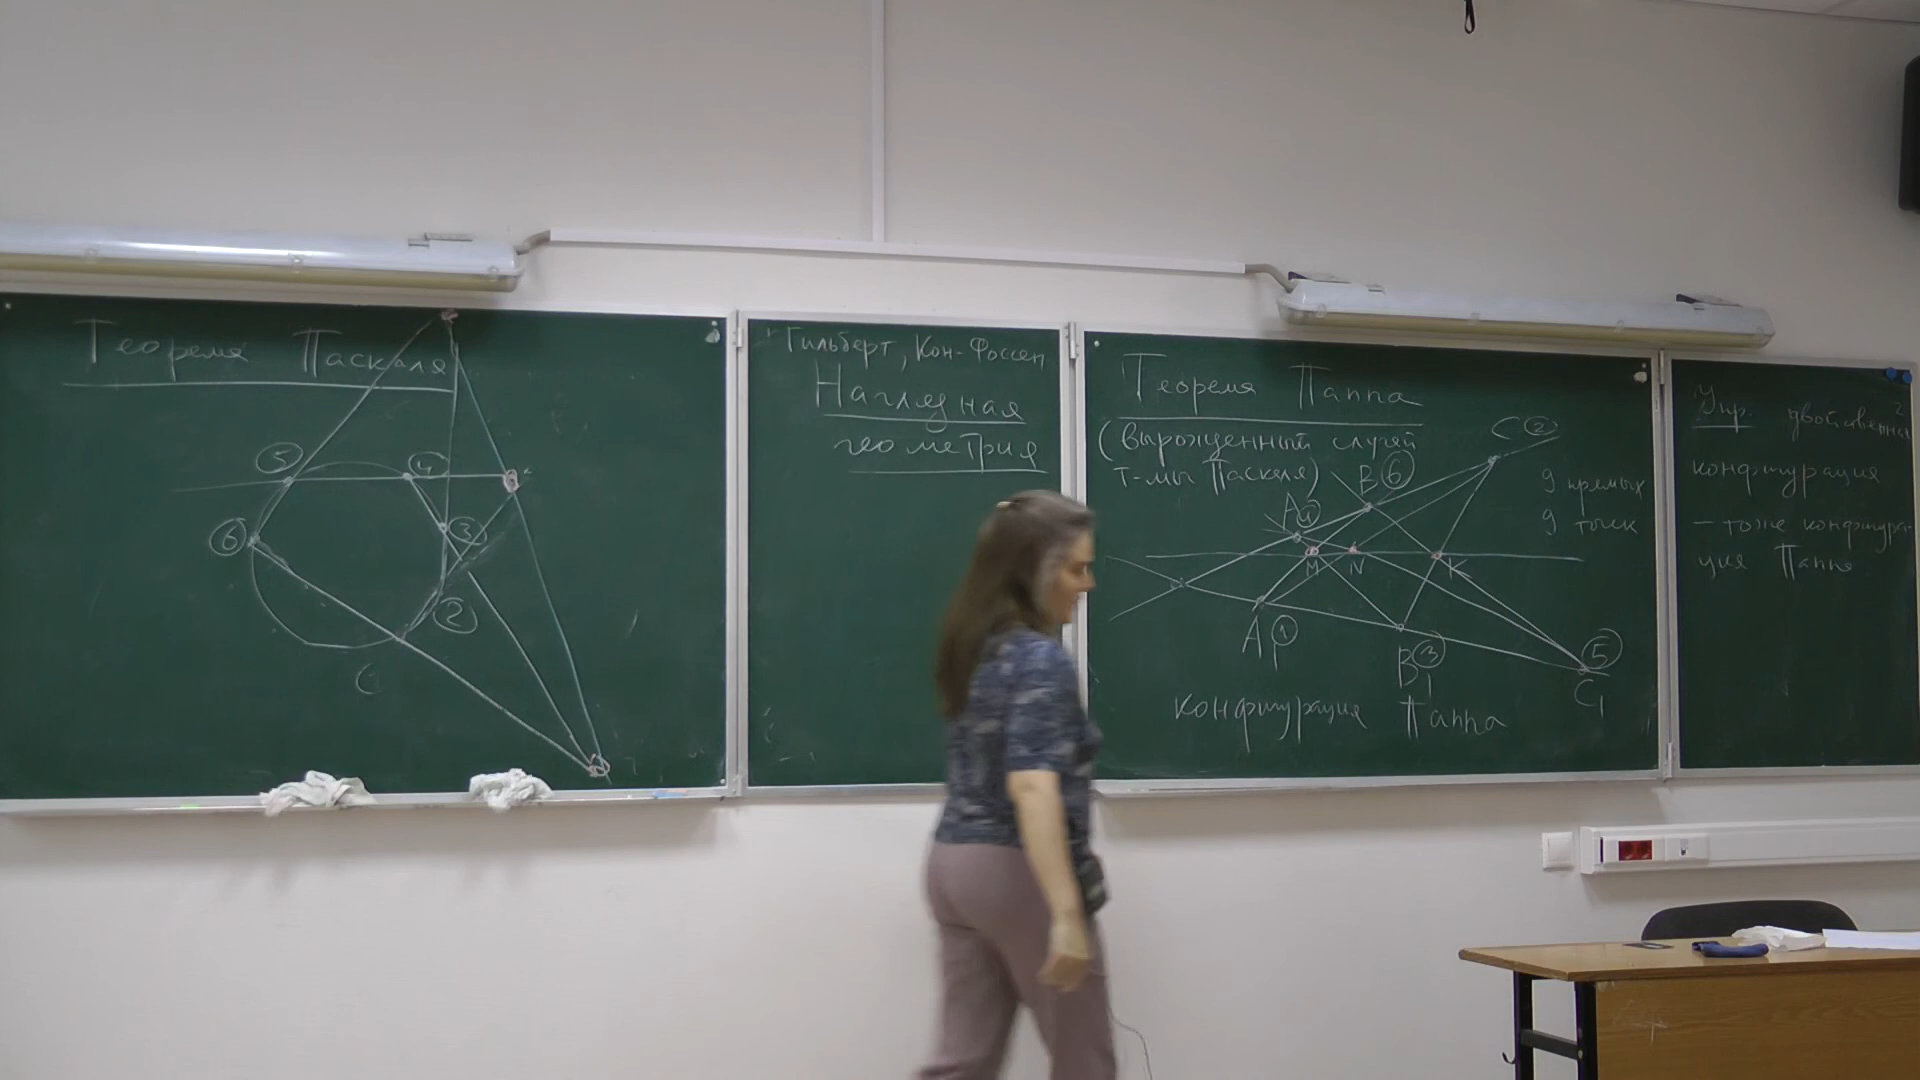 Теорема Паскаля
5
4
6
3
2
Гильберт, Кон-Фоссен
Наглядная
геометрия
Теорема Паппа
(вырожденный случай
т-мы Паскаля)
C 2
B 6
A 4
9 прямых
9 точек
M N K
A1 1
B1 3
5
C1
конфигурация Паппа
Упр. двойственная
конфигурация
– тоже конфигура-
ция Паппа